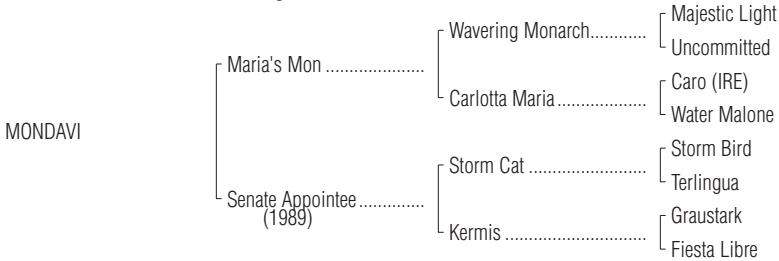 Majestic Light
Wavering Monarch............
Uncommitted
Maria's Mon ......................
Caro (IRE)
Carlotta Maria ....................
Water Malone
MONDAVI
Storm Bird
Storm Cat ..........................
Terlingua
Senate Appointee..............
(1989)
Graustark
Kermis ...............................
Fiesta Libre